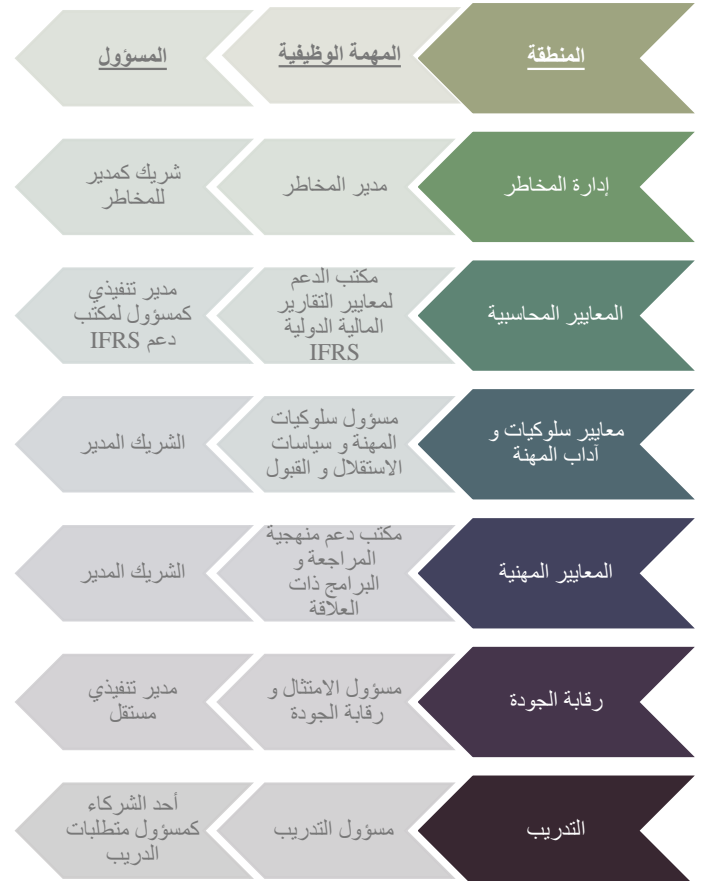 المنطقة
المهمة الوظيفية
المسؤول
إدارة المخاطر
مدير المخاطر
شريك كمدير
للمخاطر
المعايير المحاسبية
مكتب الدعم
لمعايير التقارير
المالية الدولية
IFRS
مدير تنفيذي
كمسؤول لمكتب
دعم IFRS
معايير سلوكيات و
آداب المهنة
مسؤول سلوكيات
المهنة و سياسات
الاستقلال و القبول
الشريك المدير
المعايير المهنية
مكتب دعم منهجية
المراجعة و
البرامج ذات
العلاقة
الشريك المدير
رقابة الجودة
مسؤول الامتثال و
رقابة الجودة
مدير تنفيذي
مستقل
التدريب
مسؤول التدريب
أحد الشركاء
كمسؤول متطلبات
الدريب